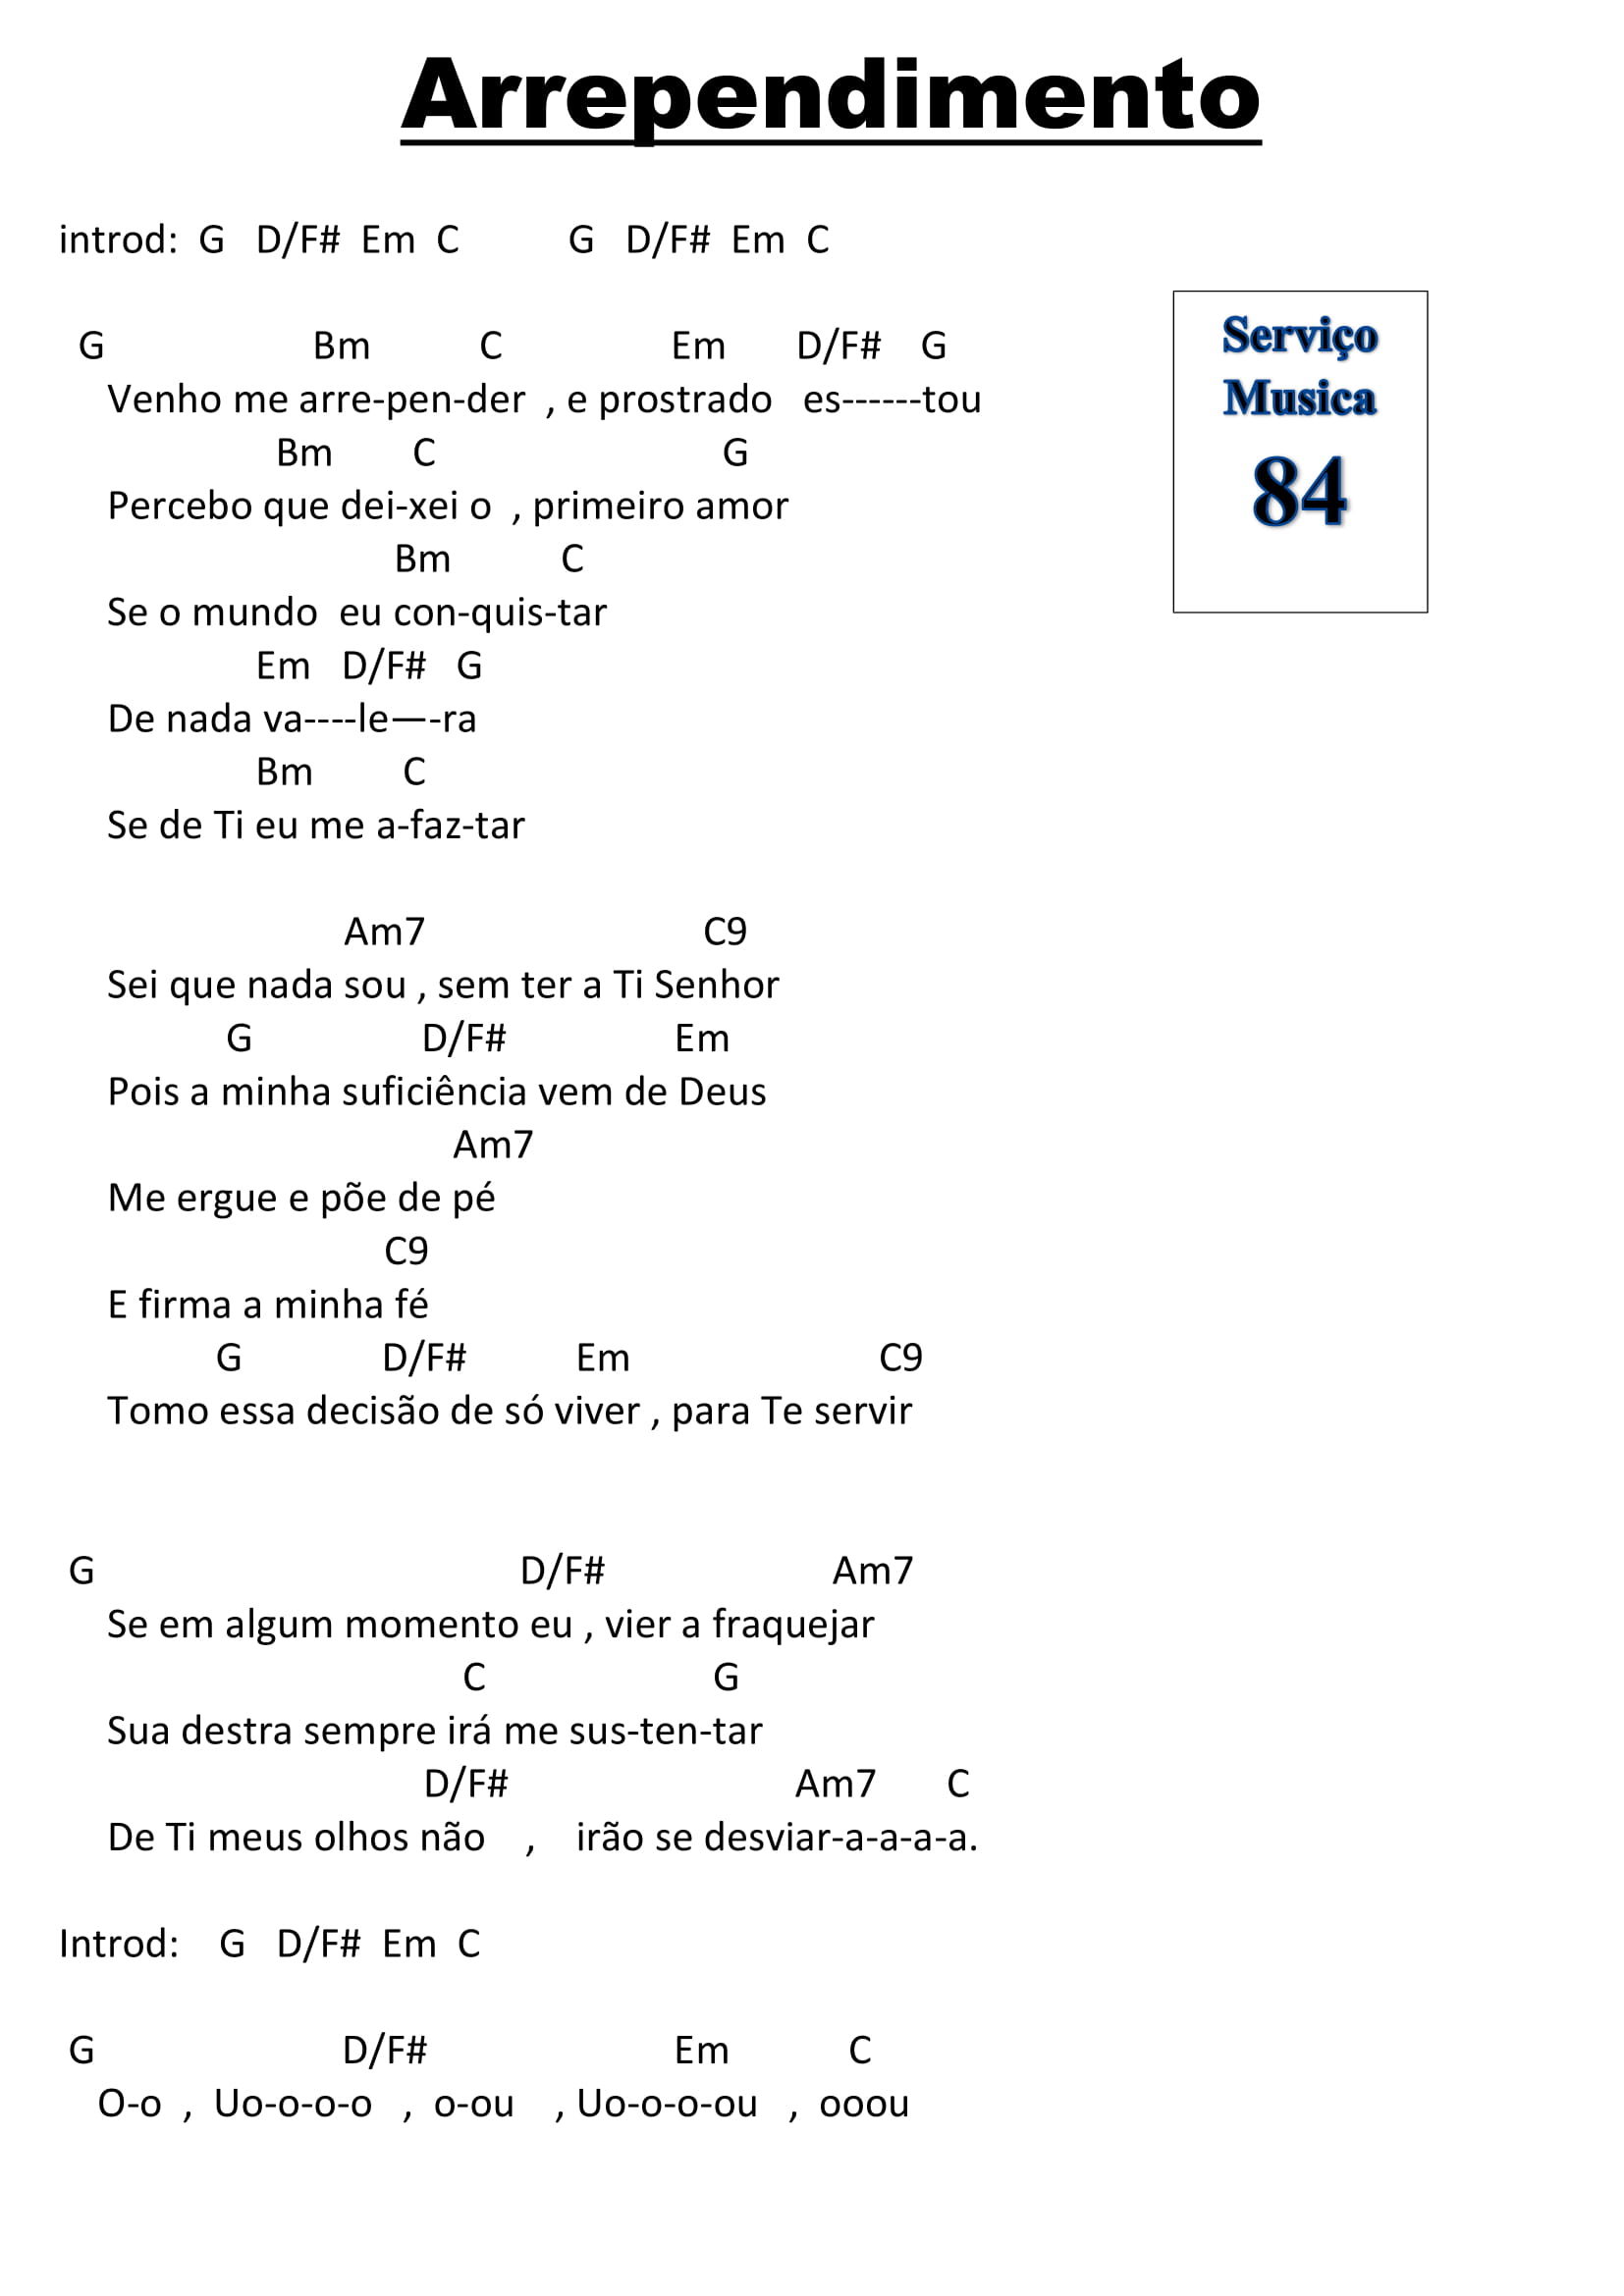 Arrependimento
introd:  G   D/F#  Em  C           G   D/F#  Em  C
G                     Bm           C                 Em       D/F#    G
Venho me arre-pen-der  , e prostrado   es------tou
Bm        C                             G
Percebo que dei-xei o  , primeiro amor
Bm           C
Se o mundo  eu con-quis-tar
Em   D/F#   G
De nada va----le—-ra
Bm         C
Se de Ti eu me a-faz-tar
Serviço
Musica
84
Am7                            C9
Sei que nada sou , sem ter a Ti Senhor
G                 D/F#                 Em
Pois a minha suficiência vem de Deus
Am7
Me ergue e põe de pé
C9
E firma a minha fé
G              D/F#           Em                         C9
Tomo essa decisão de só viver , para Te servir
G                                           D/F#                       Am7
Se em algum momento eu , vier a fraquejar
C                       G
Sua destra sempre irá me sus-ten-tar
D/F#                             Am7       C
De Ti meus olhos não    ,    irão se desviar-a-a-a-a.
Introd:    G   D/F#  Em  C
G                         D/F#                         Em            C
O-o  ,  Uo-o-o-o   ,  o-ou    , Uo-o-o-ou   ,  ooou